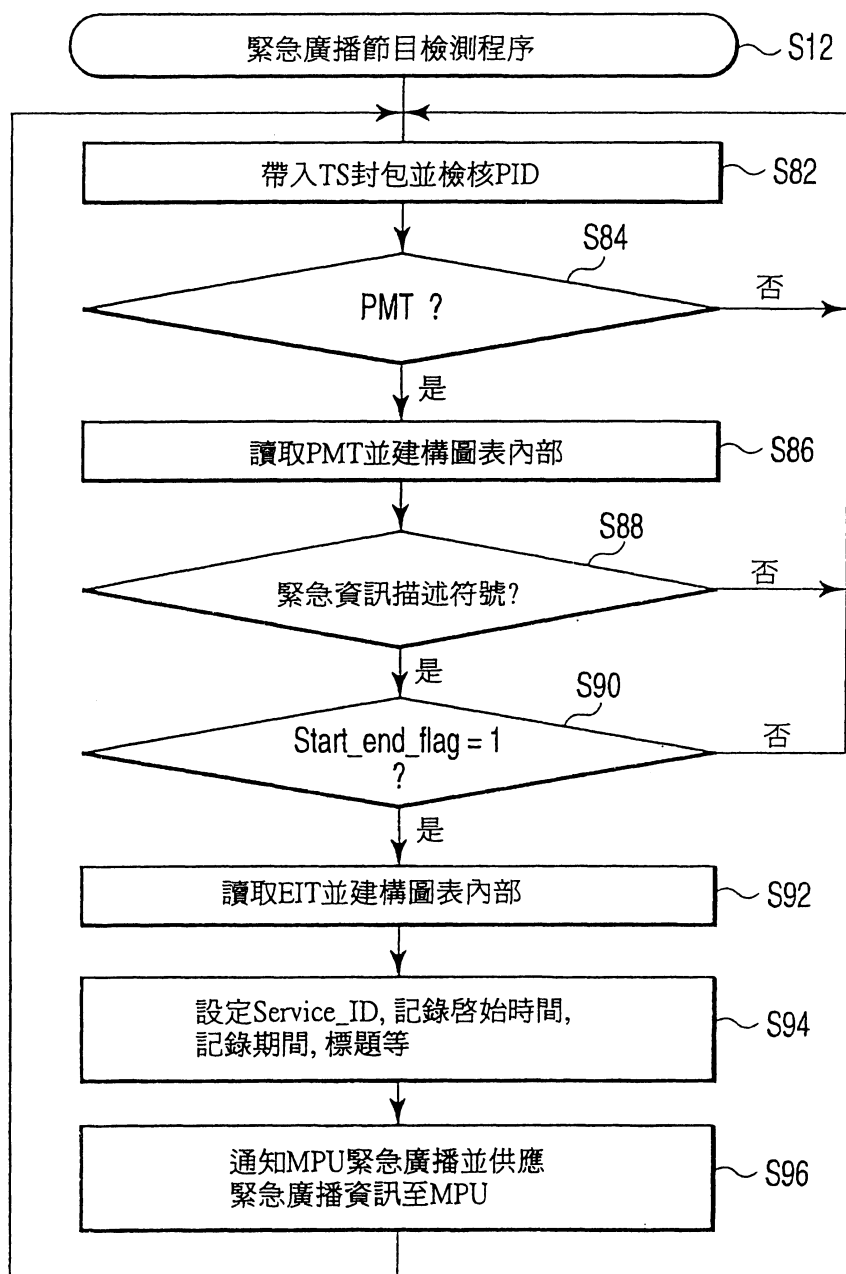 緊急廣播節目檢測程序
S12
帶入TS封包並檢核PID
S82
S84
PMT ?
否
是
讀取PMT並建構圖表內部
S86
S88
緊急資訊描述符號?
否
是
S90
Start_end_flag = 1
?
否
是
讀取EIT並建構圖表內部
S92
設定Service_ID, 記錄啓始時間,
記錄期間, 標題等
S94
通知MPU緊急廣播並供應
緊急廣播資訊至MPU
S96